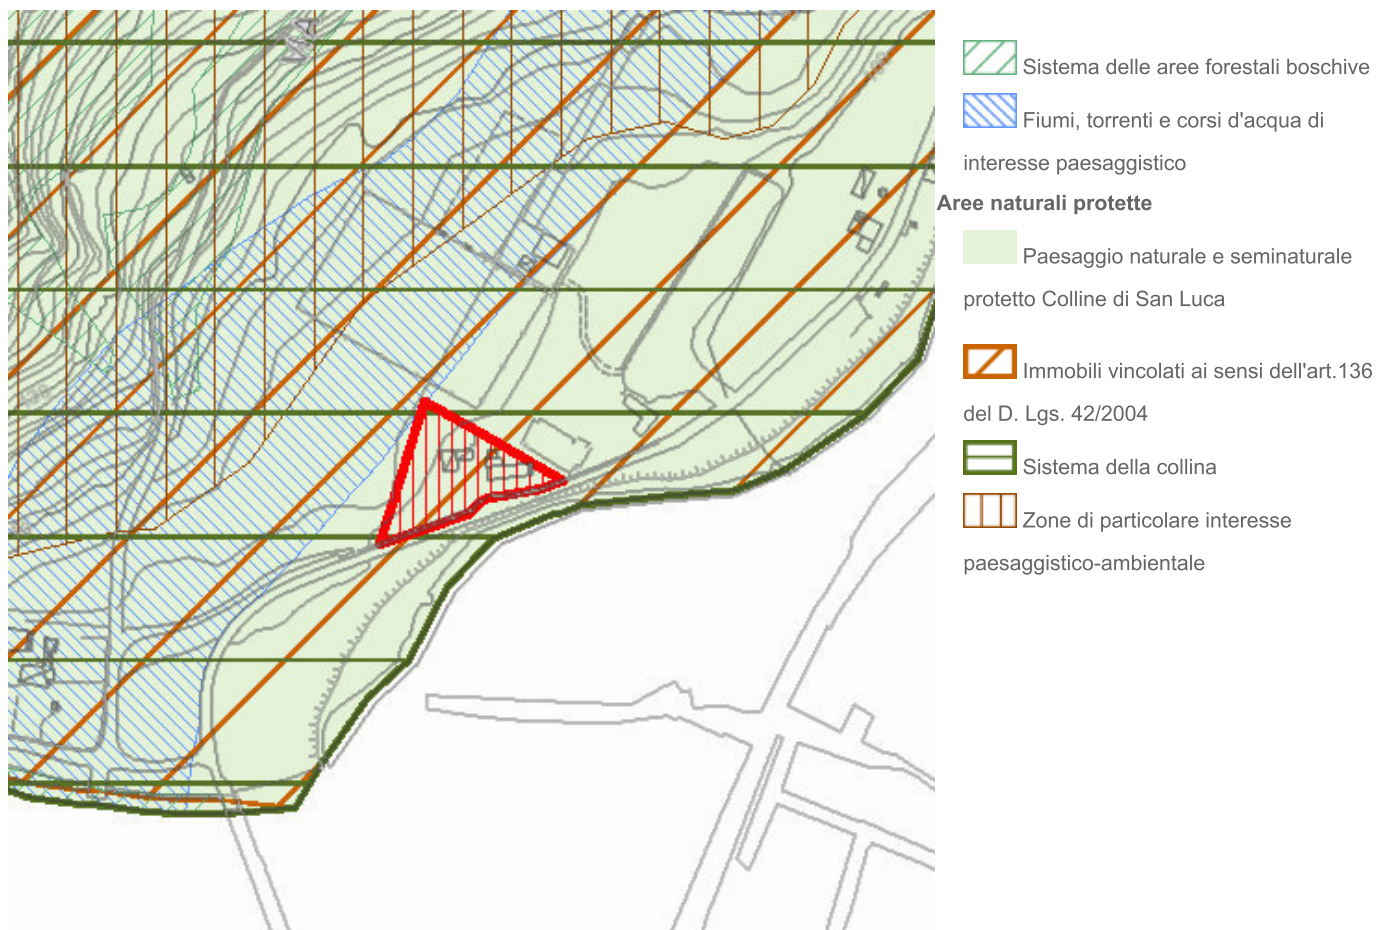 VIA
Sistema delle aree forestali boschive
Fiumi, torrenti e corsi d'acqua di
interesse paesaggistico
Aree naturali protette
Paesaggio naturale e seminaturale
protetto Colline di San Luca
Immobili vincolati ai sensi dell'art.136
del D. Lgs. 42/2004
Sistema della collina
Zone di particolare interesse
paesaggistico-ambientale